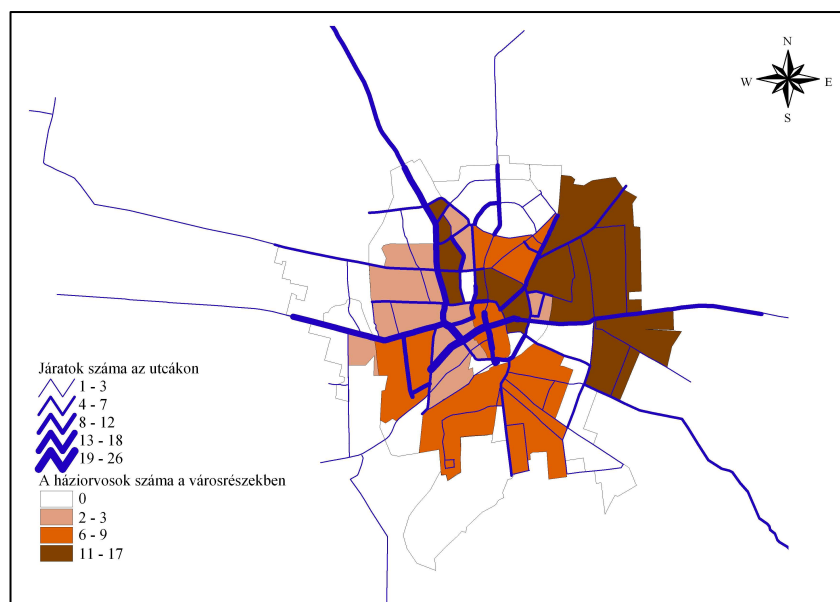 N
W E
S
Járatok száma az utcákon
1 - 3
4 - 7
8 - 12
13 - 18
19 - 26
A háziorvosok száma a városrészekben
0
2 - 3
6 - 9
11 - 17